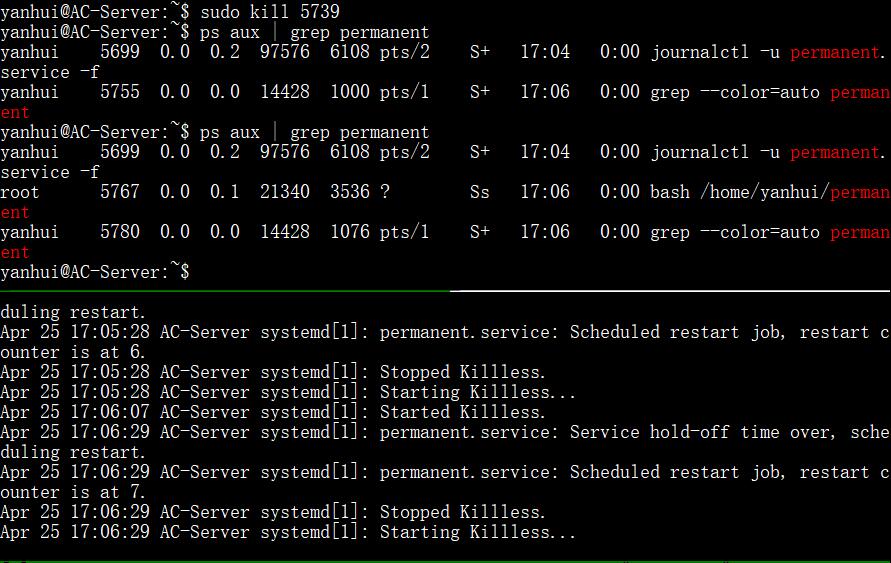 yanhui@AC-Server:~$ sudo kill 5739
yanhui@AC-Server:~$ ps aux | grep permanent
yanhui 5699 0.0 0.2 97576 6108 pts/2 S+ 17:04 0:00 journalctl -u permanent.
service -f
yanhui 5755 0.0 0.0 14428 1000 pts/1 S+ 17:06 0:00 grep --color=auto perman
ent
yanhui@AC-Server:~$ ps aux | grep permanent
yanhui 5699 0.0 0.2 97576 6108 pts/2 S+ 17:04 0:00 journalctl -u permanent.
service -f
root 5767 0.0 0.1 21340 3536 ? Ss 17:06 0:00 bash /home/yanhui/perman
ent
yanhui 5780 0.0 0.0 14428 1076 pts/1 S+ 17:06 0:00 grep --color=auto perman
ent
yanhui@AC-Server:~$
duling restart.
Apr 25 17:05:28 AC-Server systemd[1]: permanent.service: Scheduled restart job, restart c
ounter is at 6.
Apr 25 17:05:28 AC-Server systemd[1]: Stopped Killless.
Apr 25 17:05:28 AC-Server systemd[1]: Starting Killless...
Apr 25 17:06:07 AC-Server systemd[1]: Started Killless.
Apr 25 17:06:29 AC-Server systemd[1]: permanent.service: Service hold-off time over, sche
duling restart.
Apr 25 17:06:29 AC-Server systemd[1]: permanent.service: Scheduled restart job, restart c
ounter is at 7.
Apr 25 17:06:29 AC-Server systemd[1]: Stopped Killless.
Apr 25 17:06:29 AC-Server systemd[1]: Starting Killless...